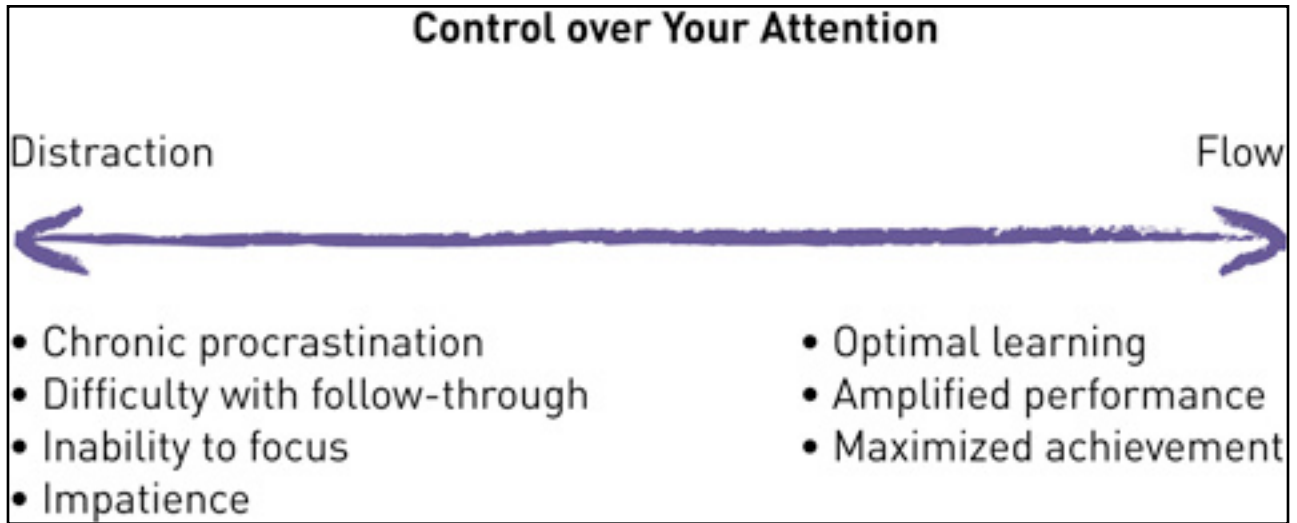 Control over Your Attention
Distraction
Flow
• Chronic procrastination
• Difficulty with follow-through
• Inability to focus
• Impatience
• Optimal learning
• Amplified performance
• Maximized achievement